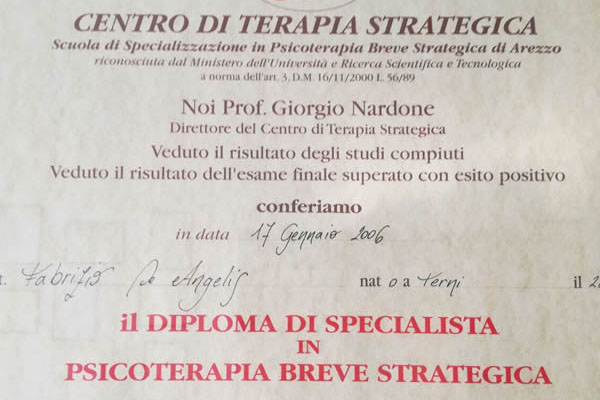 CENTRO DI TERAPIA STRATEGICA
Scuola di Specializzazione in Psicoterapia Breve Strategica di Arezzo
riconosciuta dal Ministero dell'Università e Ricerca Scientifica e Tecnologica
a norma dell'art. 3, D.M. 16/11/2000 L. 56/89
Noi Prof. Giorgio Nardone
Direttore del Centro di Terapia Strategica
Veduto il risultato degli studi compiuti
Veduto il risultato dell'esame finale superato con esito positivo
conferiamo
in data 17 Gennaio 2006
Fabrizio De Angelis nat o a Terni il 2
il DIPLOMA DI SPECIALISTA
IN
PSICOTERAPIA BREVE STRATEGICA